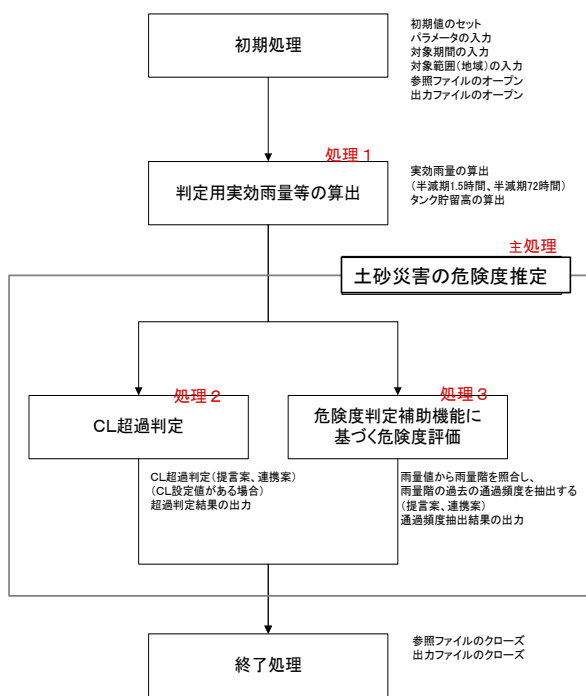 初期処理
初期値のセット
パラメータの入力
対象期間の入力
対象範囲(地域)の入力
参照ファイルのオープン
出力ファイルのオープン
処理1
判定用実効雨量等の算出
実効雨量の算出
(半減期1.5時間、半減期72時間)
タンク貯留高の算出
主処理
土砂災害の危険度推定
処理2
CL超過判定
CL超過判定(提言案、連携案)
(CL設定値がある場合)
超過判定結果の出力
処理3
危険度判定補助機能に
基づく危険度評価
雨量値から雨量階を照合し、
雨量階の過去の通過頻度を抽出する
(提言案、連携案)
通過頻度抽出結果の出力
終了処理
参照ファイルのクローズ
出力ファイルのクローズ